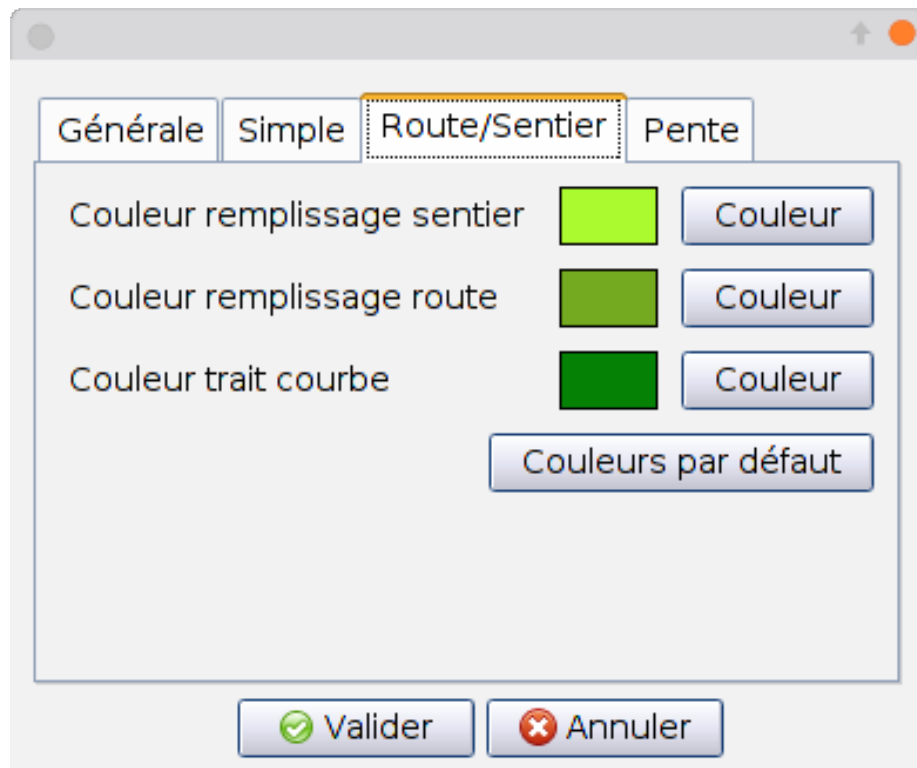 Générale Simple Route/Sentier Pente
Couleur remplissage sentier Couleur
Couleur remplissage route Couleur
Couleur trait courbe Couleur
Couleurs par défaut
Valider Annuler